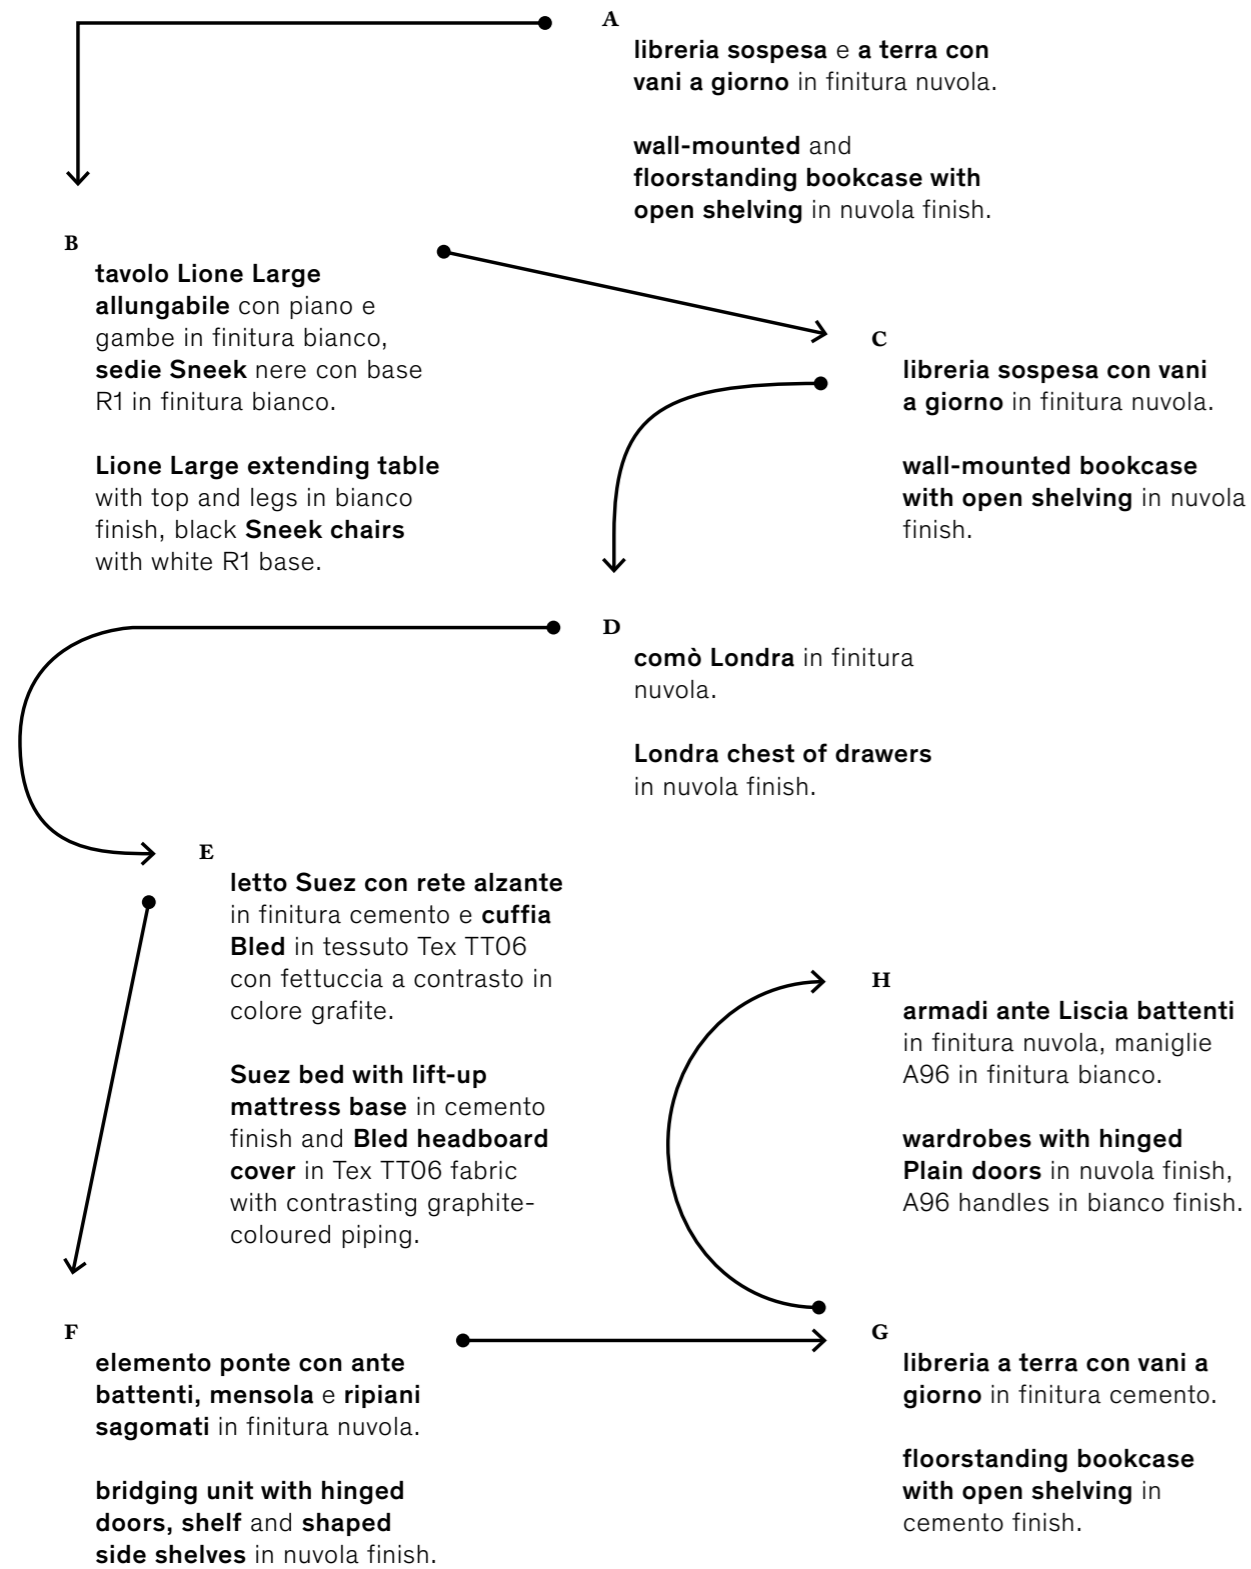 A
libreria sospesa e a terra con
vani a giorno in finitura nuvola.
wall-mounted and
floorstanding bookcase with
open shelving in nuvola finish.
B
tavolo Lione Large
allungabile con piano e
gambe in finitura bianco,
sedie Sneek nere con base
R1 in finitura bianco.
Lione Large extending table
with top and legs in bianco
finish, black Sneek chairs
with white R1 base.
C
libreria sospesa con vani
a giorno in finitura nuvola.
wall-mounted bookcase
with open shelving in nuvola
finish.
D
comò Londra in finitura
nuvola.
Londra chest of drawers
in nuvola finish.
E
letto Suez con rete alzante
in finitura cemento e cuffia
Bled in tessuto Tex TT06
con fettuccia a contrasto in
colore grafite.
Suez bed with lift-up
mattress base in cemento
finish and Bled headboard
cover in Tex TT06 fabric
with contrasting graphite-
coloured piping.
F
elemento ponte con ante
battenti, mensola e ripiani
sagomati in finitura nuvola.
bridging unit with hinged
doors, shelf and shaped
side shelves in nuvola finish.
G
libreria a terra con vani a
giorno in finitura cemento.
floorstanding bookcase
with open shelving in
cemento finish.
H
armadi ante Liscia battenti
in finitura nuvola, maniglie
A96 in finitura bianco.
wardrobes with hinged
Plain doors in nuvola finish,
A96 handles in bianco finish.